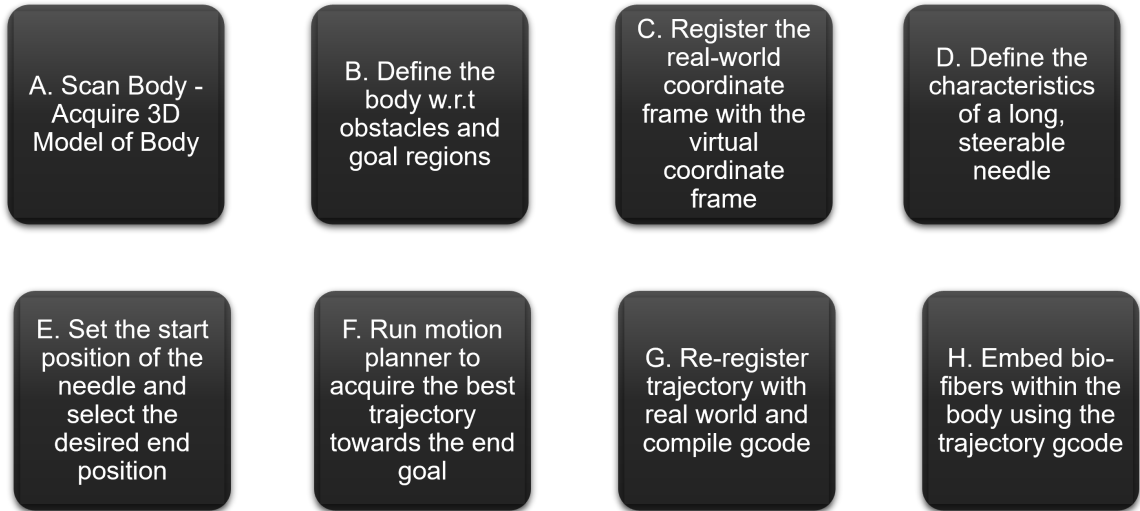 A. Scan Body -
Acquire 3D
Model of Body
B. Define the
body w.r.t
obstacles and
goal regions
C. Register the
real-world
coordinate
frame with the
virtual
coordinate
frame
D. Define the
characteristics
of a long,
steerable
needle
E. Set the start
position of the
needle and
select the
desired end
position
F. Run motion
planner to
acquire the best
trajectory
towards the end
goal
G. Re-register
trajectory with
real world and
compile gcode
H. Embed bio-
fibers within the
body using the
trajectory gcode